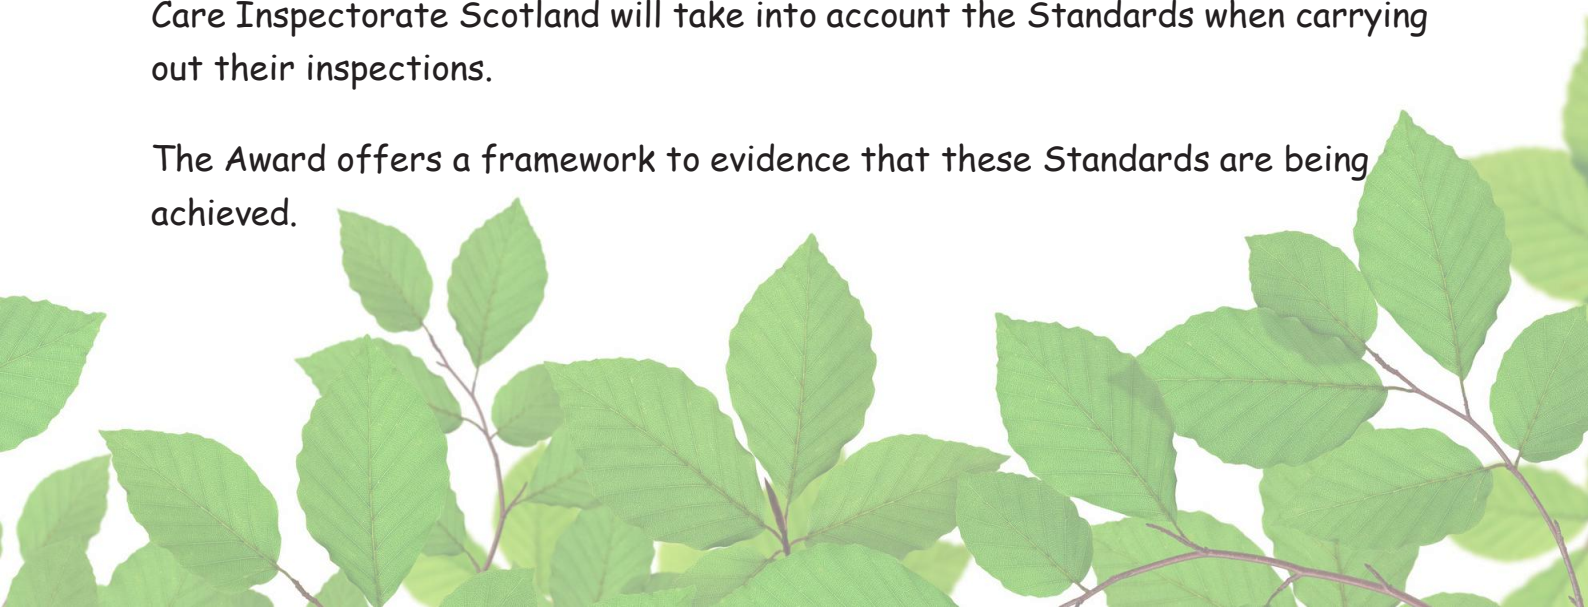 Care Inspectorate Scotland will take into account the Standards when carrying
out their inspections.
The Award offers a framework to evidence that these Standards are being
achieved.